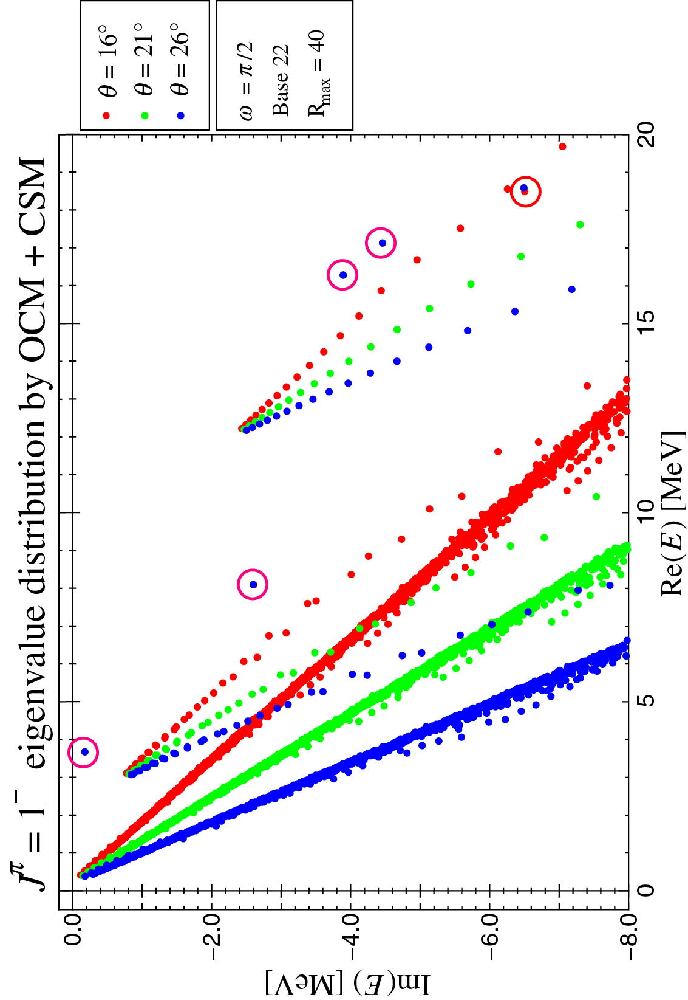 J^π = 1^− eigenvalue distribution by OCM + CSM
θ = 16°
θ = 21°
θ = 26°
ω = π/2
Base 22
R_max = 40
Im(E) [MeV]
0.0
−2.0
−4.0
−6.0
−8.0
0
5
10
15
20
Re(E) [MeV]